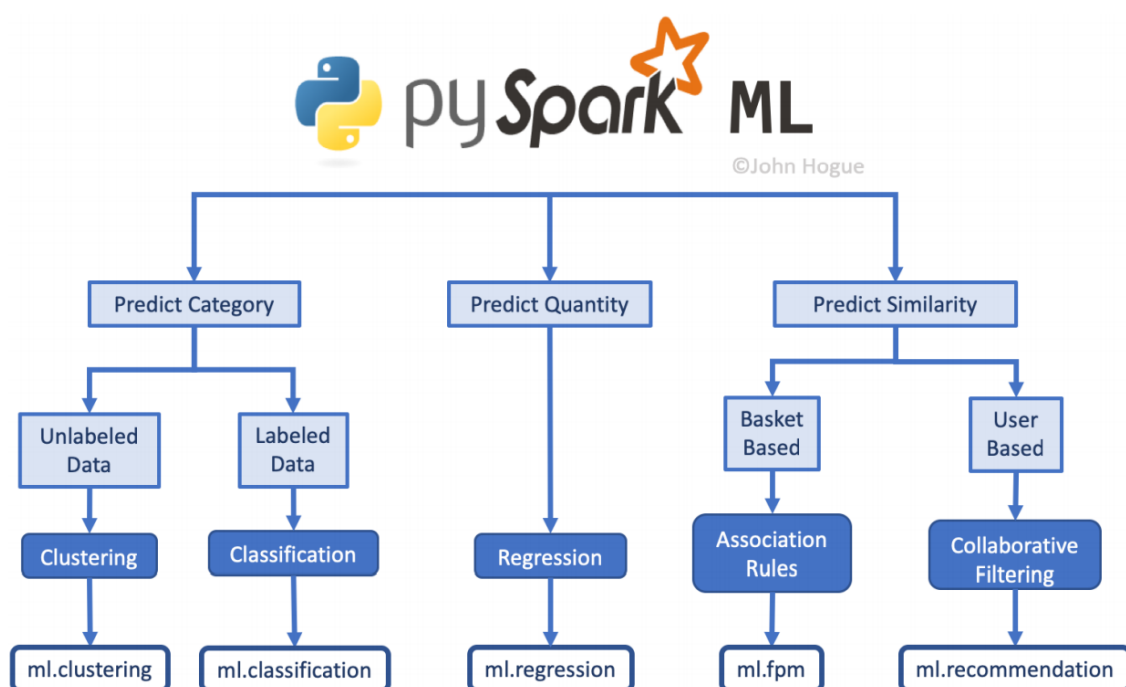 pySpark ML
©John Hogue
Predict Category
Predict Quantity
Predict Similarity
Unlabeled
Data
Labeled
Data
Basket
Based
User
Based
Clustering
Classification
Regression
Association
Rules
Collaborative
Filtering
ml.clustering
ml.classification
ml.regression
ml.fpm
ml.recommendation